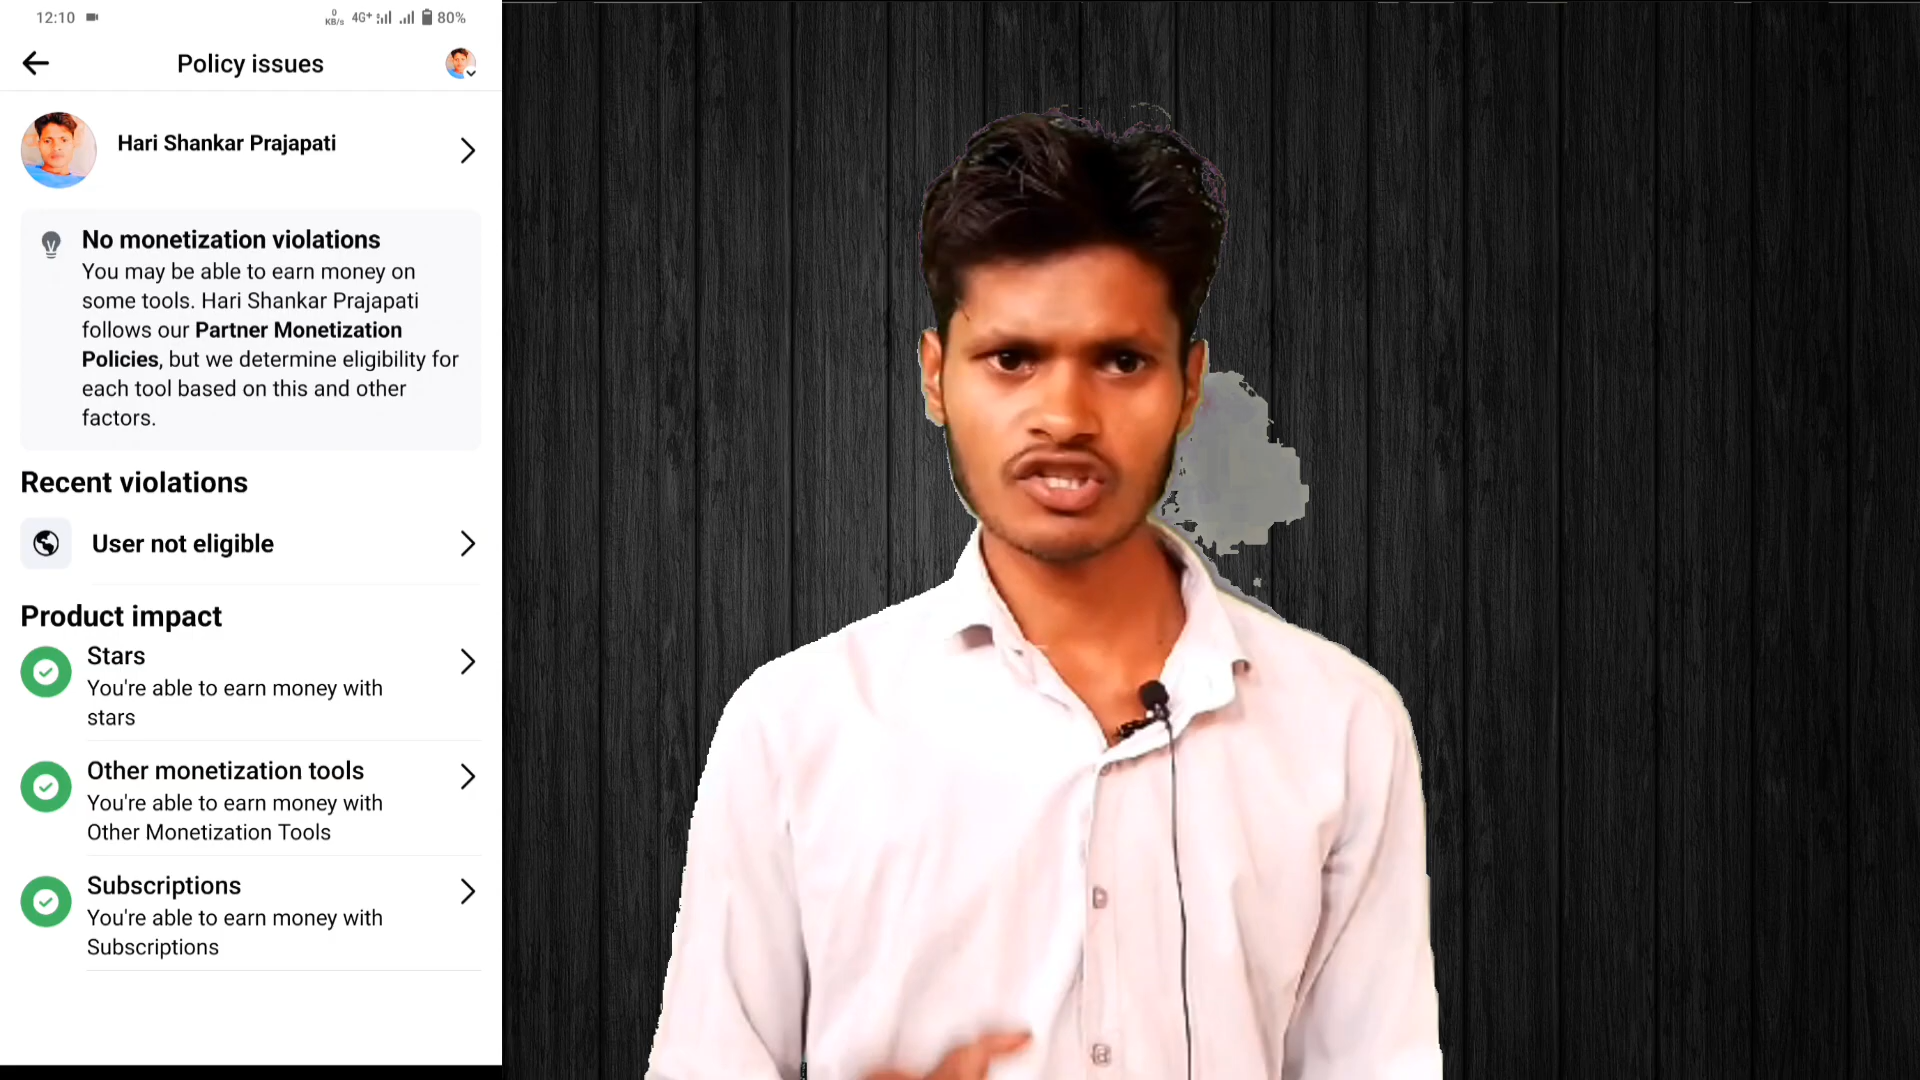 12:10
0
KB/s
4G+
80%
Policy issues
Hari Shankar Prajapati
No monetization violations
You may be able to earn money on
some tools. Hari Shankar Prajapati
follows our Partner Monetization
Policies, but we determine eligibility for
each tool based on this and other
factors.
Recent violations
User not eligible
Product impact
Stars
You're able to earn money with
stars
Other monetization tools
You're able to earn money with
Other Monetization Tools
Subscriptions
You're able to earn money with
Subscriptions